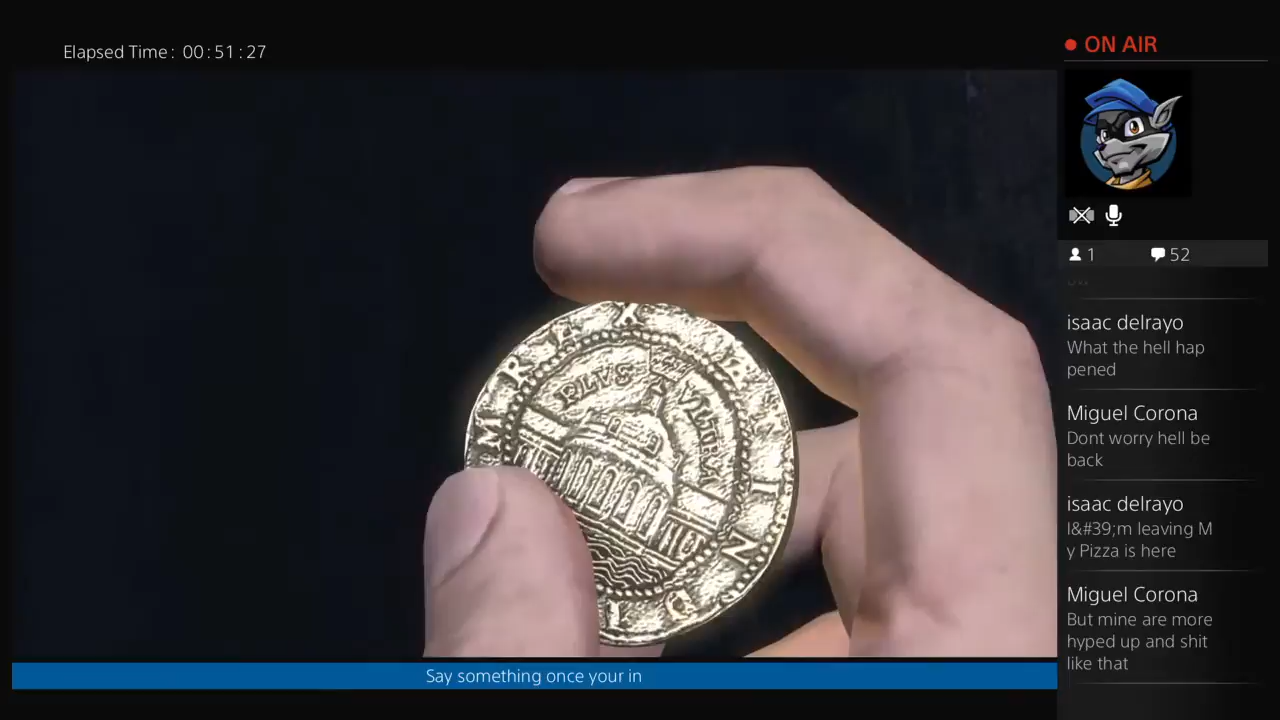 Elapsed Time: 00:51:27
ON AIR
1 52
isaac delrayo
What the hell hap
pened
Miguel Corona
Dont worry hell be
back
isaac delrayo
I&#39;m leaving M
y Pizza is here
Miguel Corona
But mine are more
hyped up and shit
like that
PLVS
VLTRA
Say something once your in